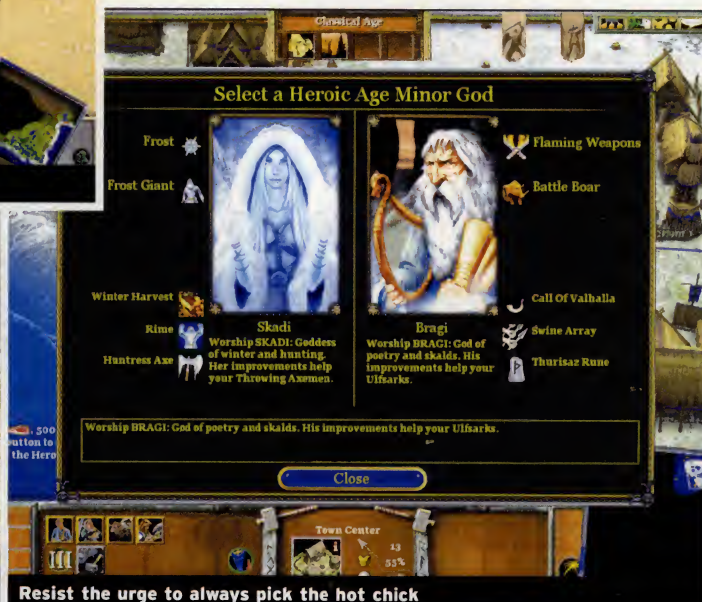 Classical Age
Select a Heroic Age Minor God
Frost
Frost Giant
Winter Harvest
Rime
Huntress Axe
Skadi
Worship SKADI: Goddess
of winter and hunting.
Her improvements help
your Throwing Axemen.
Flaming Weapons
Battle Boar
Call Of Valhalla
Swine Array
Thurisaz Rune
Bragi
Worship BRAGI: God of
poetry and skalds. His
improvements help your
Ulfsarks.
, 500
button to
the Hero
Worship BRAGI: God of poetry and skalds. His improvements help your Ulfsarks.
Close
III
Town Center
i
13
55%
Resist the urge to always pick the hot chick